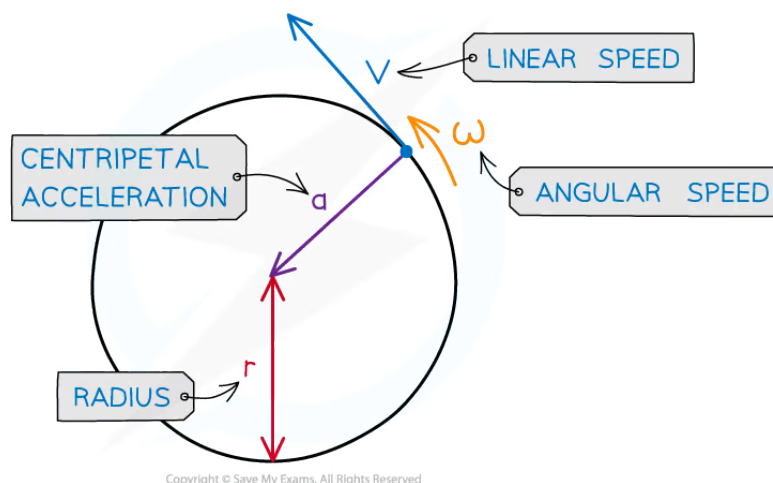 V
LINEAR SPEED
ω
CENTRIPETAL
ACCELERATION
a
ANGULAR SPEED
r
RADIUS
Copyright © Save My Exams. All Rights Reserved